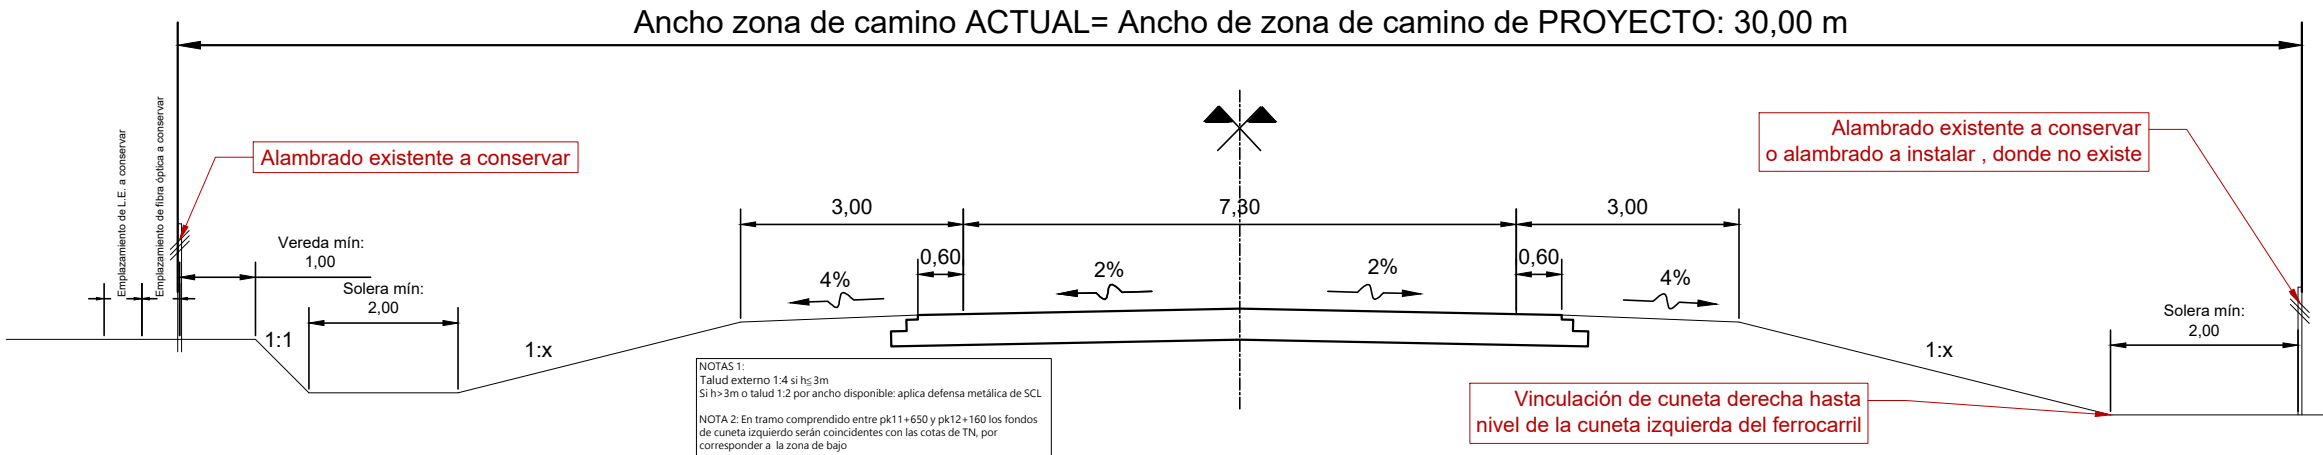 Ancho zona de camino ACTUAL= Ancho de zona de camino de PROYECTO: 30,00 m
Emplazamiento de L.E. a conservar
Emplazamiento de fibra óptica a conservar
Alambrado existente a conservar
Alambrado existente a conservar
o alambrado a instalar , donde no existe
3,00
7,30
3,00
Vereda mín:
1,00
0,60
0,60
4%
2%
2%
4%
Solera mín:
2,00
Solera mín:
2,00
1:1
1:x
1:x
NOTAS 1:
Talud externo 1:4 si h≤3m
Si h>3m o talud 1:2 por ancho disponible: aplica defensa metálica de SCL
NOTA 2: En tramo comprendido entre pk11+650 y pk12+160 los fondos
de cuneta izquierdo serán coincidentes con las cotas de TN, por
corresponder a la zona de bajo
Vinculación de cuneta derecha hasta
nivel de la cuneta izquierda del ferrocarril